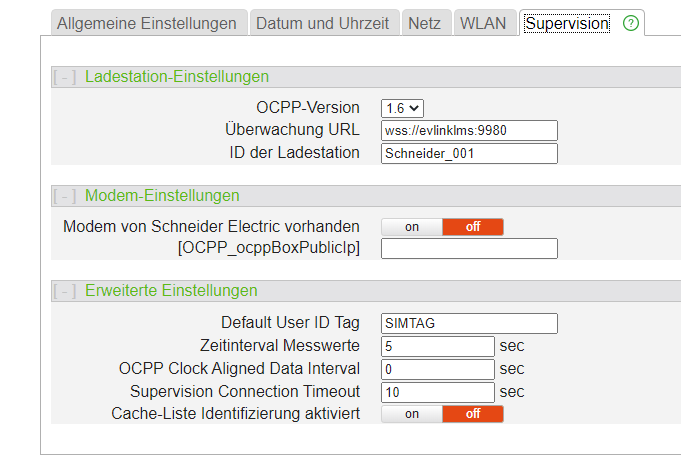 Allgemeine Einstellungen Datum und Uhrzeit Netz WLAN Supervision ?
[ - ] Ladestation-Einstellungen
OCPP-Version 1.6
Überwachung URL wss://evlinklms:9980
ID der Ladestation Schneider_001
[ - ] Modem-Einstellungen
Modem von Schneider Electric vorhanden on off
[OCPP_ocppBoxPublicIp]
[ - ] Erweiterte Einstellungen
Default User ID Tag SIMTAG
Zeitinterval Messwerte 5 sec
OCPP Clock Aligned Data Interval 0 sec
Supervision Connection Timeout 10 sec
Cache-Liste Identifizierung aktiviert on off